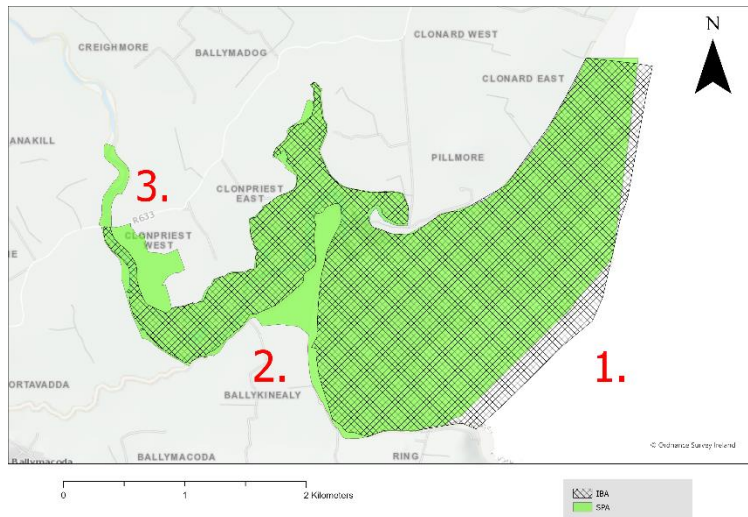 CREIGHMORE
BALLYMADOG
CLONARD WEST
N
CLONARD EAST
ANAKILL
PILLMORE
3.
CLONPRIEST
EAST
R633
CLONPRIEST
WEST
NE
2.
1.
ORTAVADDA
BALLYKINEALY
© Ordnance Survey Ireland
Ballymacoda
BALLYMACODA
RING
0 1 2 Kilometers
IBA
SPA